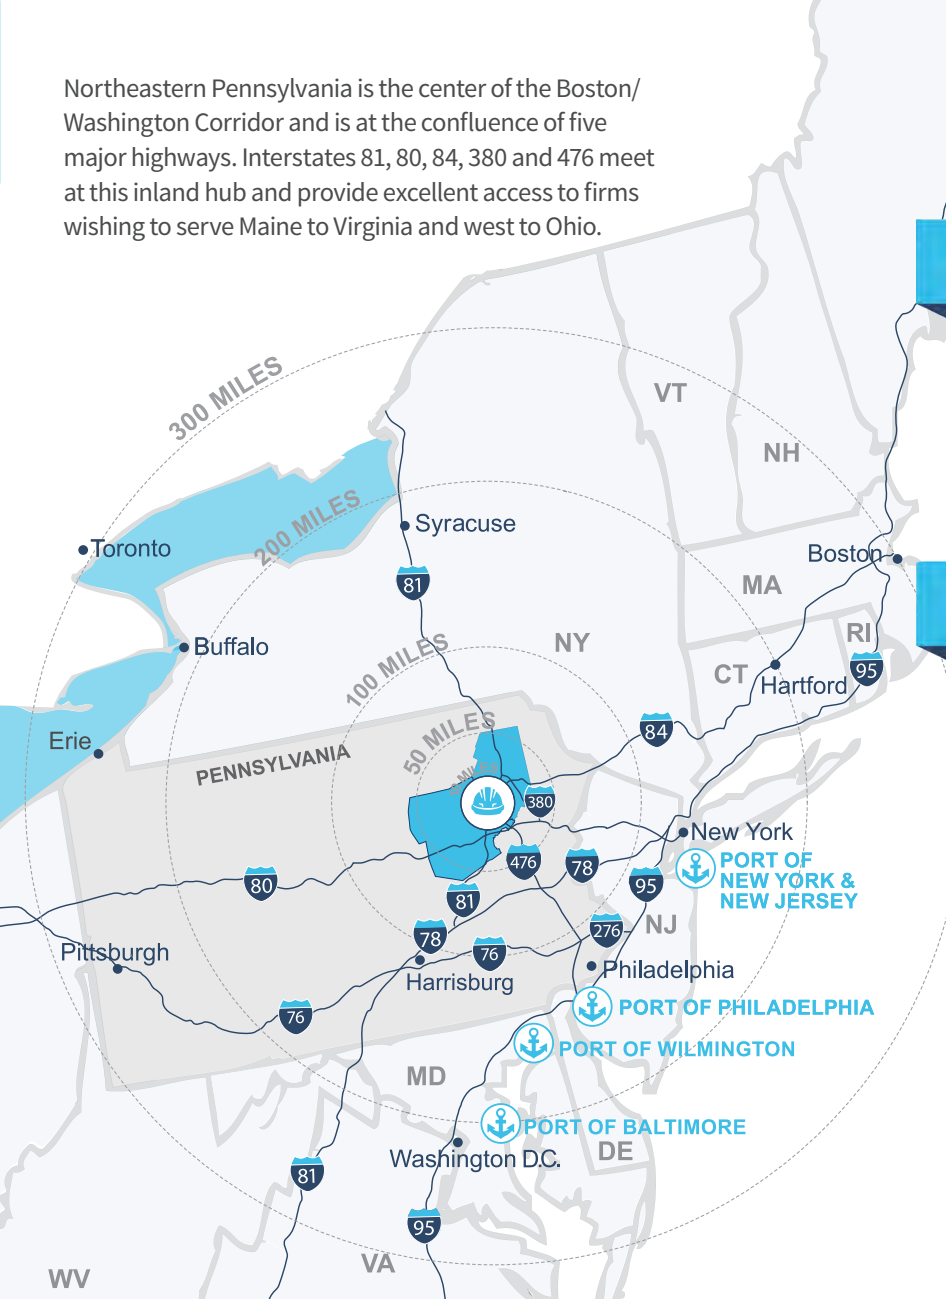 Northeastern Pennsylvania is the center of the Boston/
Washington Corridor and is at the confluence of five
major highways. Interstates 81, 80, 84, 380 and 476 meet
at this inland hub and provide excellent access to firms
wishing to serve Maine to Virginia and west to Ohio.
300 MILES
VT
NH
200 MILES
Syracuse
Toronto
Boston
81
MA
Buffalo
100 MILES
NY
RI
CT
Hartford
95
84
50 MILES
Erie
PENNSYLVANIA
MILES
380
New York
476
78
PORT OF
NEW YORK &
NEW JERSEY
80
95
81
NJ
78
276
76
Pittsburgh
Harrisburg
Philadelphia
76
PORT OF PHILADELPHIA
PORT OF WILMINGTON
MD
PORT OF BALTIMORE
DE
Washington D.C.
81
95
VA
WV